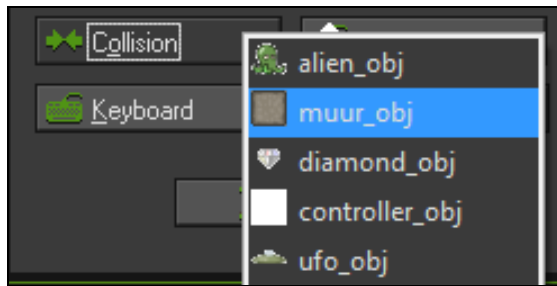 Collision
alien_obj
muur_obj
Keyboard
diamond_obj
controller_obj
ufo_obj